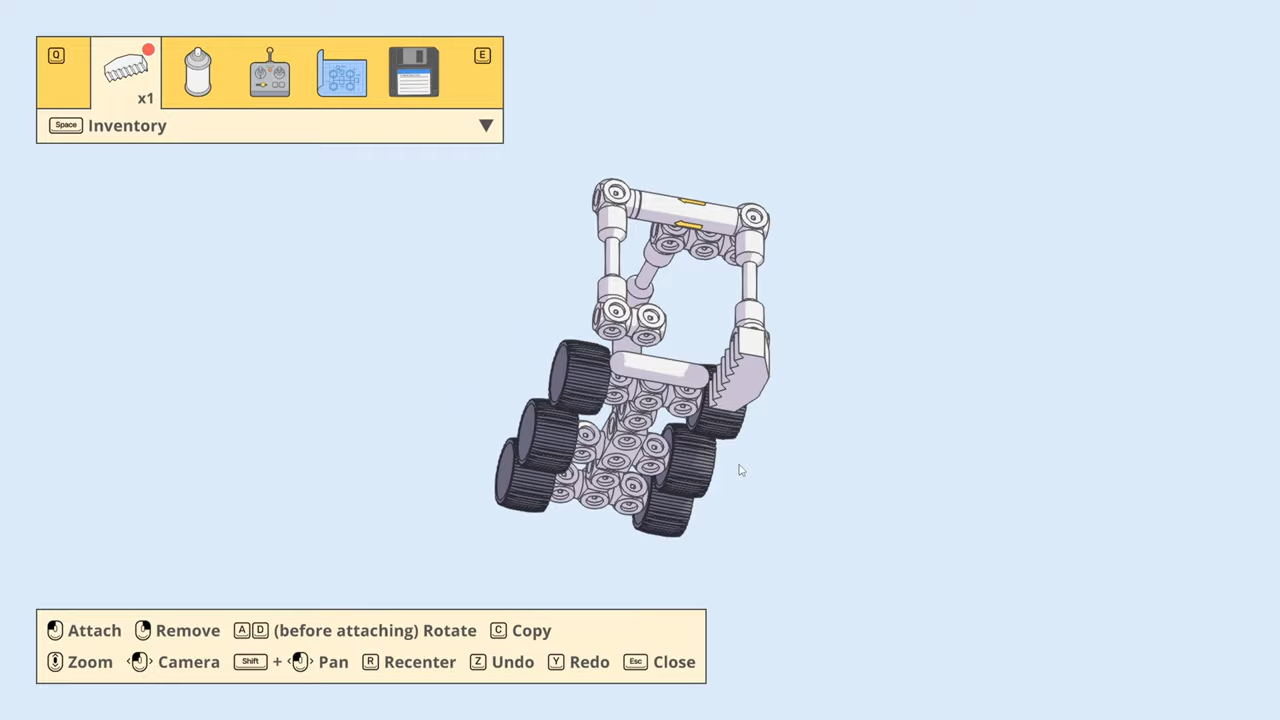 Q
E
x1
Space Inventory
Attach Remove A D (before attaching) Rotate C Copy
Zoom Camera Shift + Pan R Recenter Z Undo Y Redo Esc Close